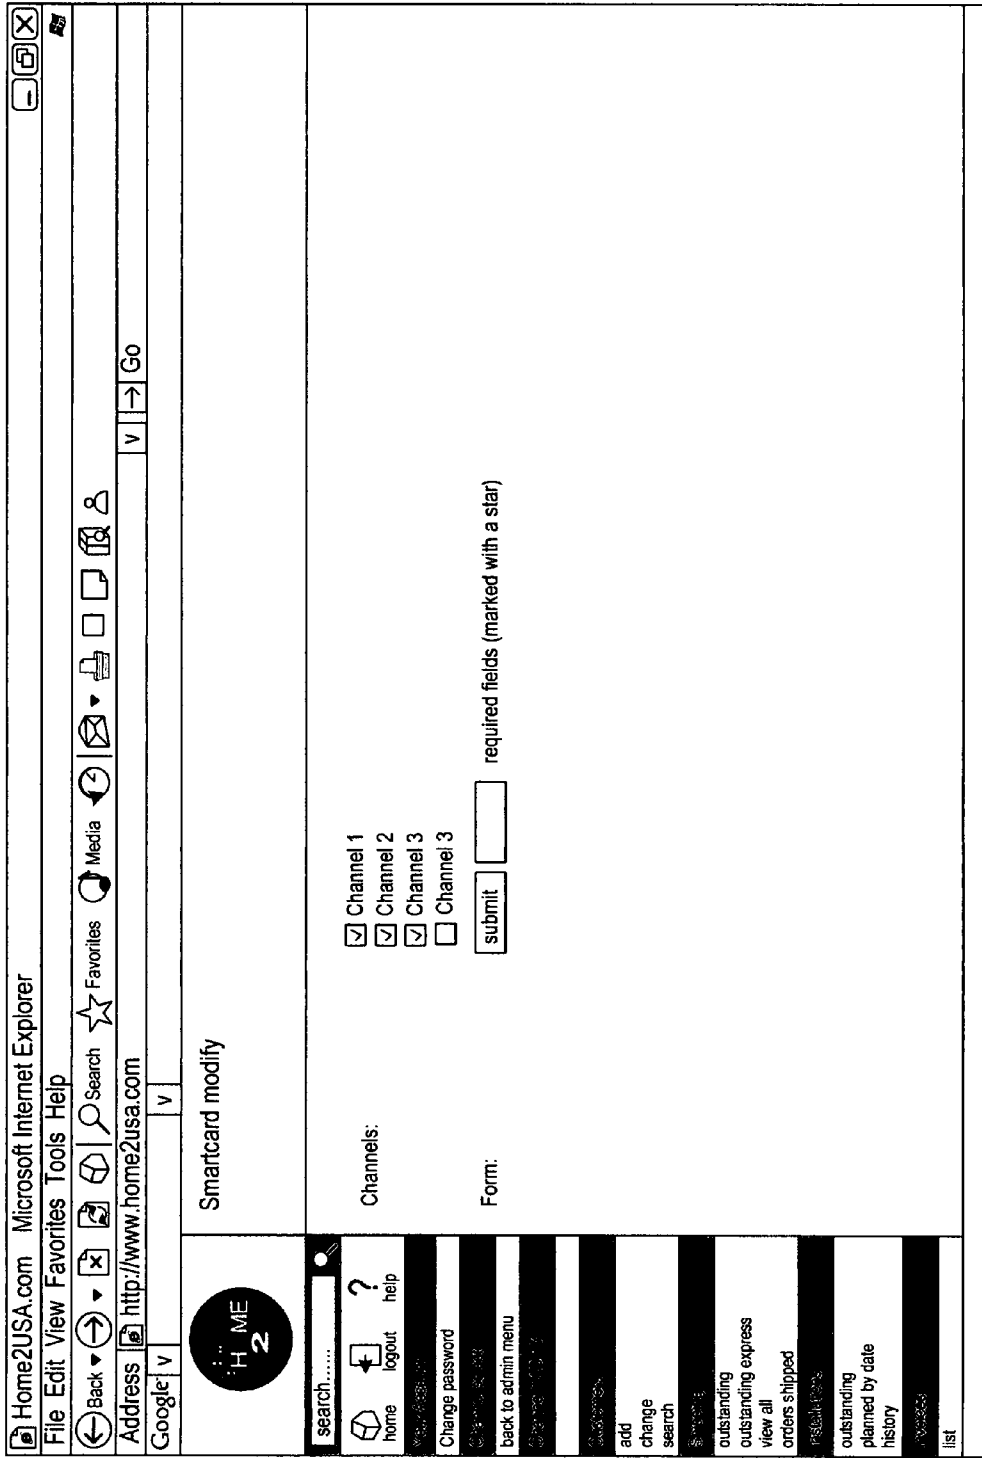 Home2USA.com Microsoft Internet Explorer
File Edit View Favorites Tools Help
Back Search Favorites Media
Address http://www.home2usa.com V Go
Google V V
H ME
2
Smartcard modify
search......
home logout help
Change password
back to admin menu
add
change
search
outstanding
outstanding express
view all
orders shipped
outstanding
planned by date
history
list
Channels:
Channel 1
Channel 2
Channel 3
Channel 3
Form:
submit required fields (marked with a star)